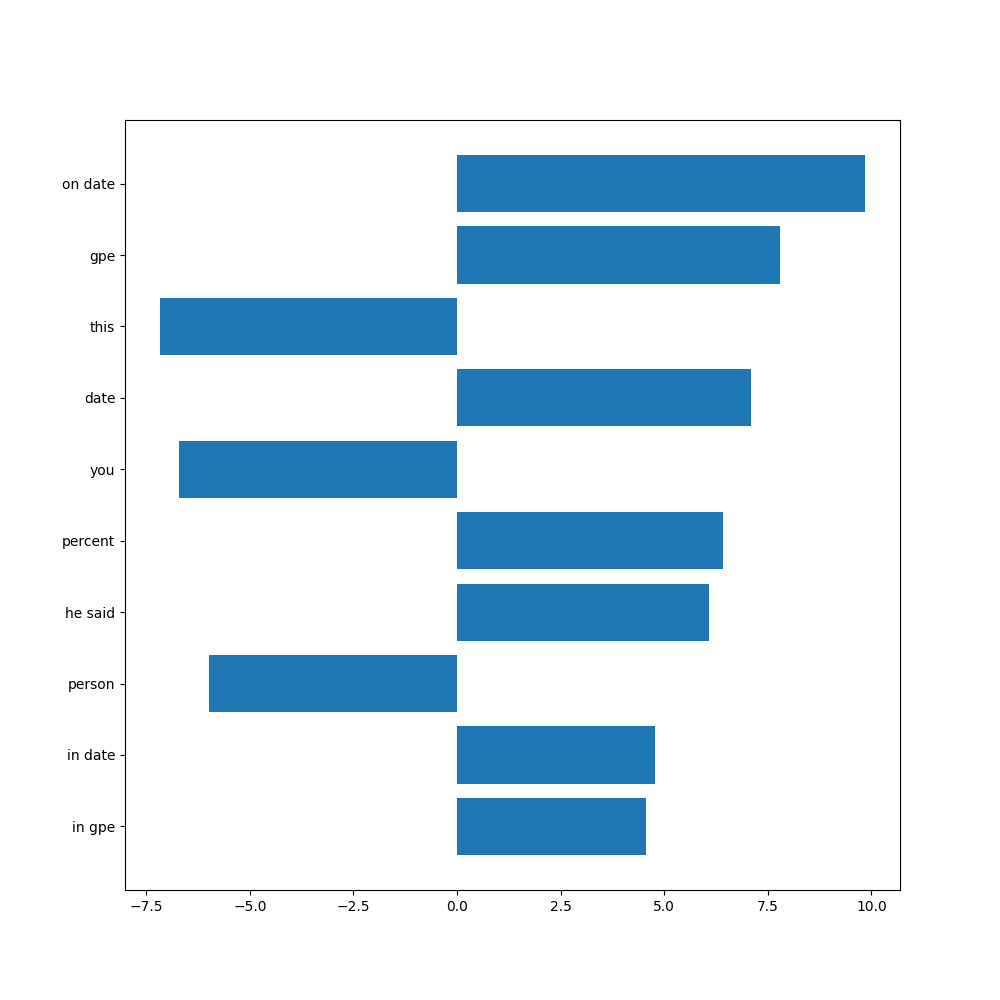 on date
gpe
this
date
you
percent
he said
person
in date
in gpe
−7.5 −5.0 −2.5 0.0 2.5 5.0 7.5 10.0